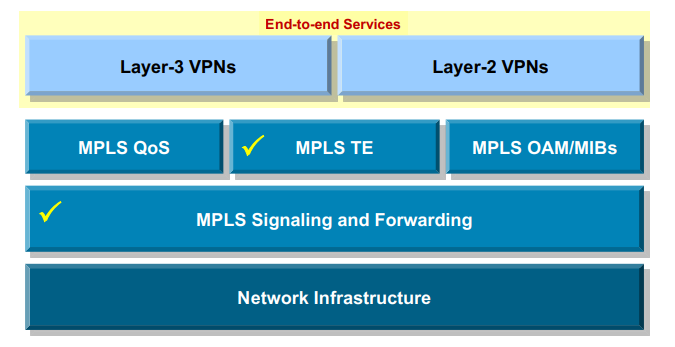 End-to-end Services
Layer-3 VPNs
Layer-2 VPNs
MPLS QoS
MPLS TE
MPLS OAM/MIBs
MPLS Signaling and Forwarding
Network Infrastructure